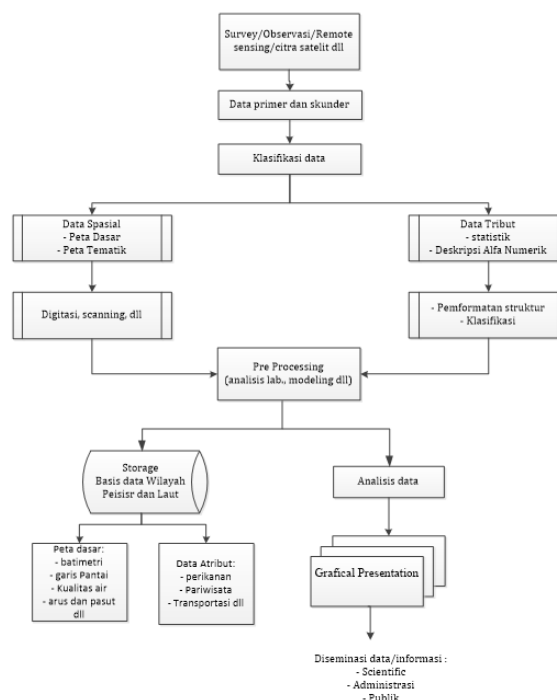 Survey/Observasi/Remote
sensing/citra satelit dll
Data primer dan skunder
Klasifikasi data
Data Spasial
- Peta Dasar
- Peta Tematik
Data Tribut
- statistik
- Deskripsi Alfa Numerik
Digitasi, scanning, dll
- Pemformatan struktur
- Klasifikasi
Pre Processing
(analisis lab., modeling dll)
Storage
Basis data Wilayah
Peisisr dan Laut
Analisis data
Peta dasar:
- batimetri
- garis Pantai
- Kualitas air
- arus dan pasut
dll
Data Atribut:
- perikanan
- Pariwisata
- Transportasi dll
Grafical Presentation
Diseminasi data/informasi :
- Scientific
- Administrasi
- Publik